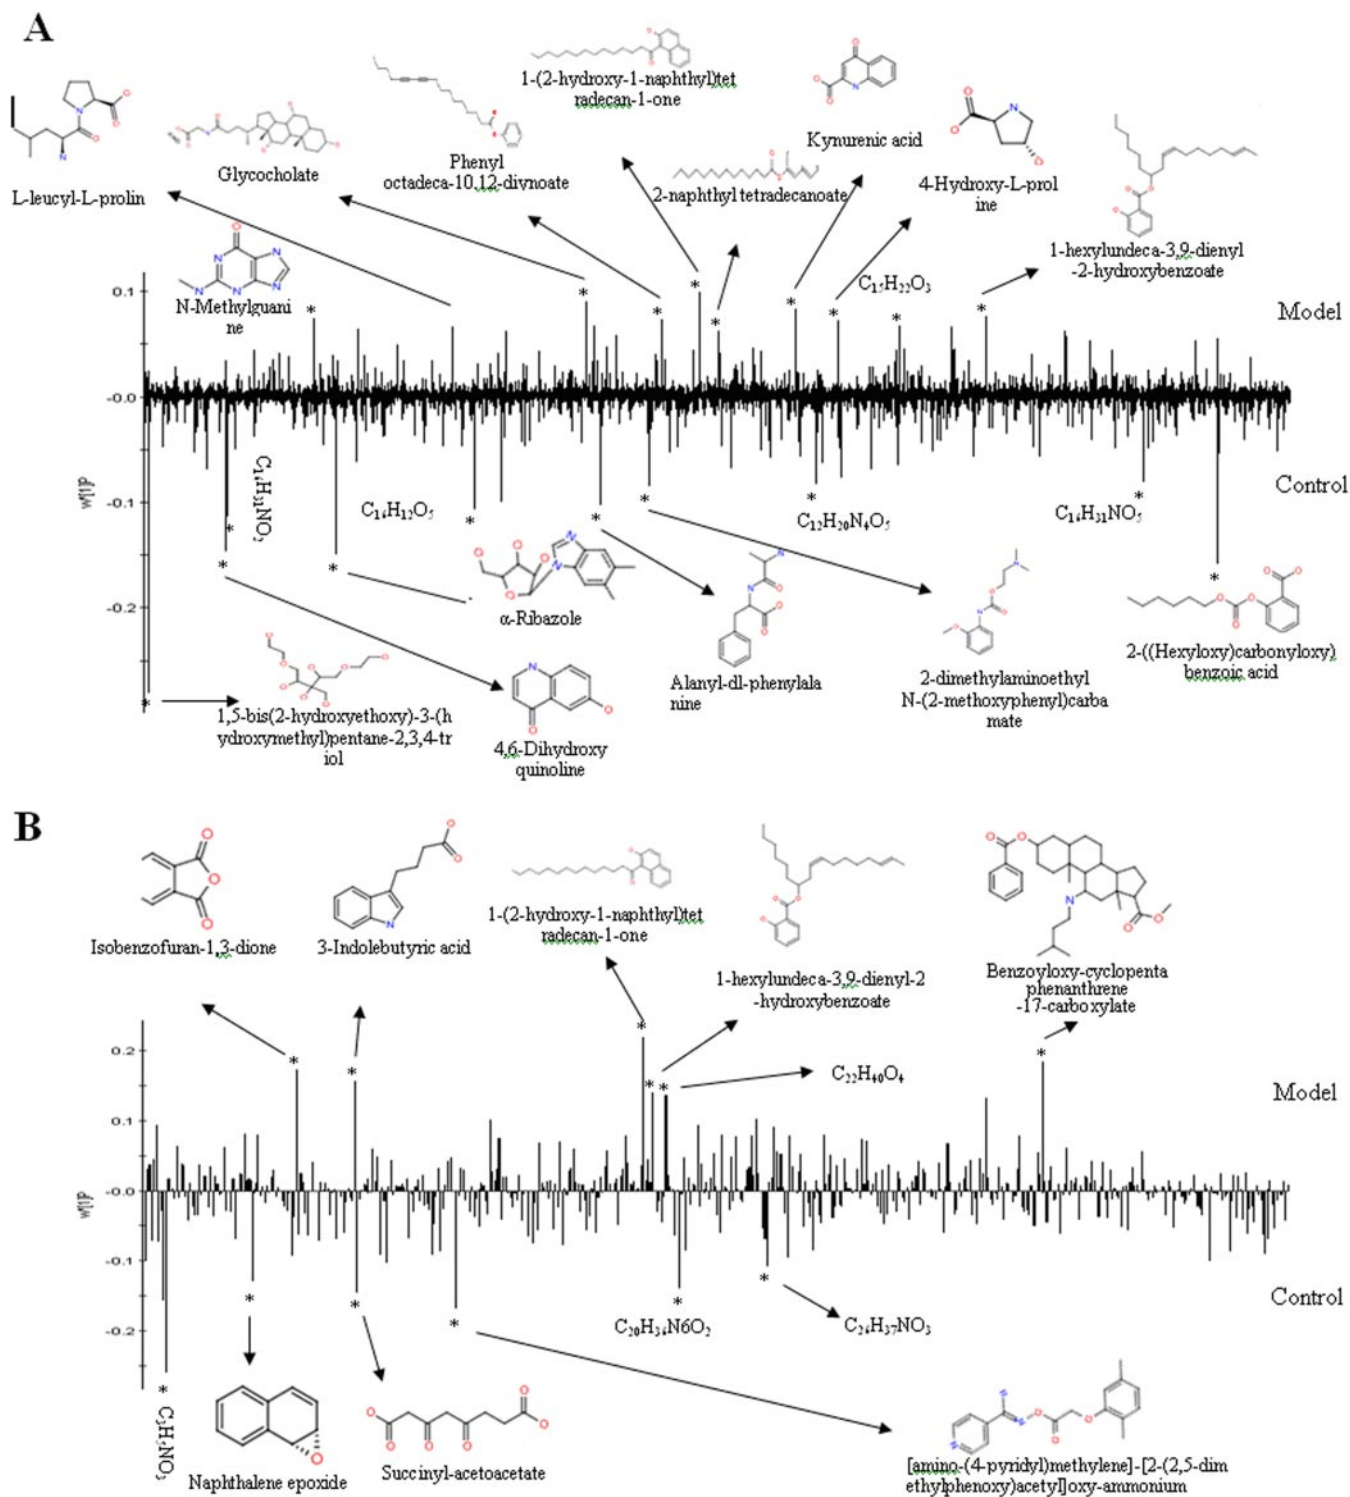 A
1-(2-hydroxy-1-naphthyl)tet
radecan-1-one
Kynurenic acid
L-leucyl-L-prolin
Glycocholate
Phenyl
octadeca-10,12-diynoate
2-naphthyl tetradecanoate
4-Hydroxy-L-prol
ine
1-hexylundeca-3,9-dienyl
-2-hydroxybenzoate
N-Methylguani
ne
C₁₅H₂₂O₃
Model
0.1
-0.0
-0.1
-0.2
w*[1]p
Control
C₁₆H₃₁NO₂
C₁₆H₁₂O₅
C₁₂H₂₀N₄O₅
C₁₆H₃₁NO₅
α-Ribazole
1,5-bis(2-hydroxyethoxy)-3-(h
ydroxymethyl)pentane-2,3,4-tr
iol
4,6-Dihydroxy
quinoline
Alanyl-dl-phenylala
nine
2-dimethylaminoethyl
N-(2-methoxyphenyl)carba
mate
2-((Hexyloxy)carbonyloxy)
benzoic acid
B
Isobenzofuran-1,3-dione
3-Indolebutyric acid
1-(2-hydroxy-1-naphthyl)tet
radecan-1-one
1-hexylundeca-3,9-dienyl-2
-hydroxybenzoate
Benzoyloxy-cyclopenta
phenanthrene
-17-carboxylate
C₂₂H₄₀O₄
Model
0.2
0.1
-0.0
-0.1
-0.2
w*[1]p
Control
C₂₀H₃₆N6O₂
C₂₆H₃₇NO₃
C₃H₅NO₃
Naphthalene epoxide
Succinyl-acetoacetate
[amino-(4-pyridyl)methylene]-[2-(2,5-dim
ethylphenoxy)acetyl]oxy-ammonium